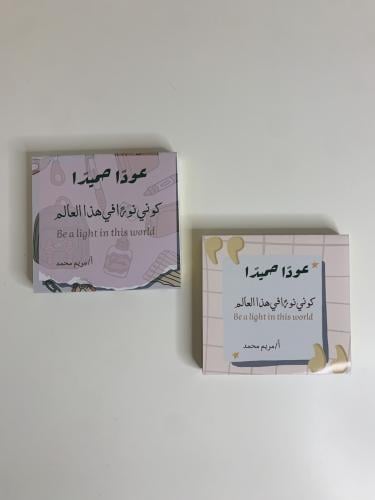 عودًا حميدًا
كوني نورًا في هذا العالم
Be a light in this world
أ/مريم محمد
عودًا حميدًا
كوني نورًا في هذا العالم
Be a light in this world
أ/مريم محمد